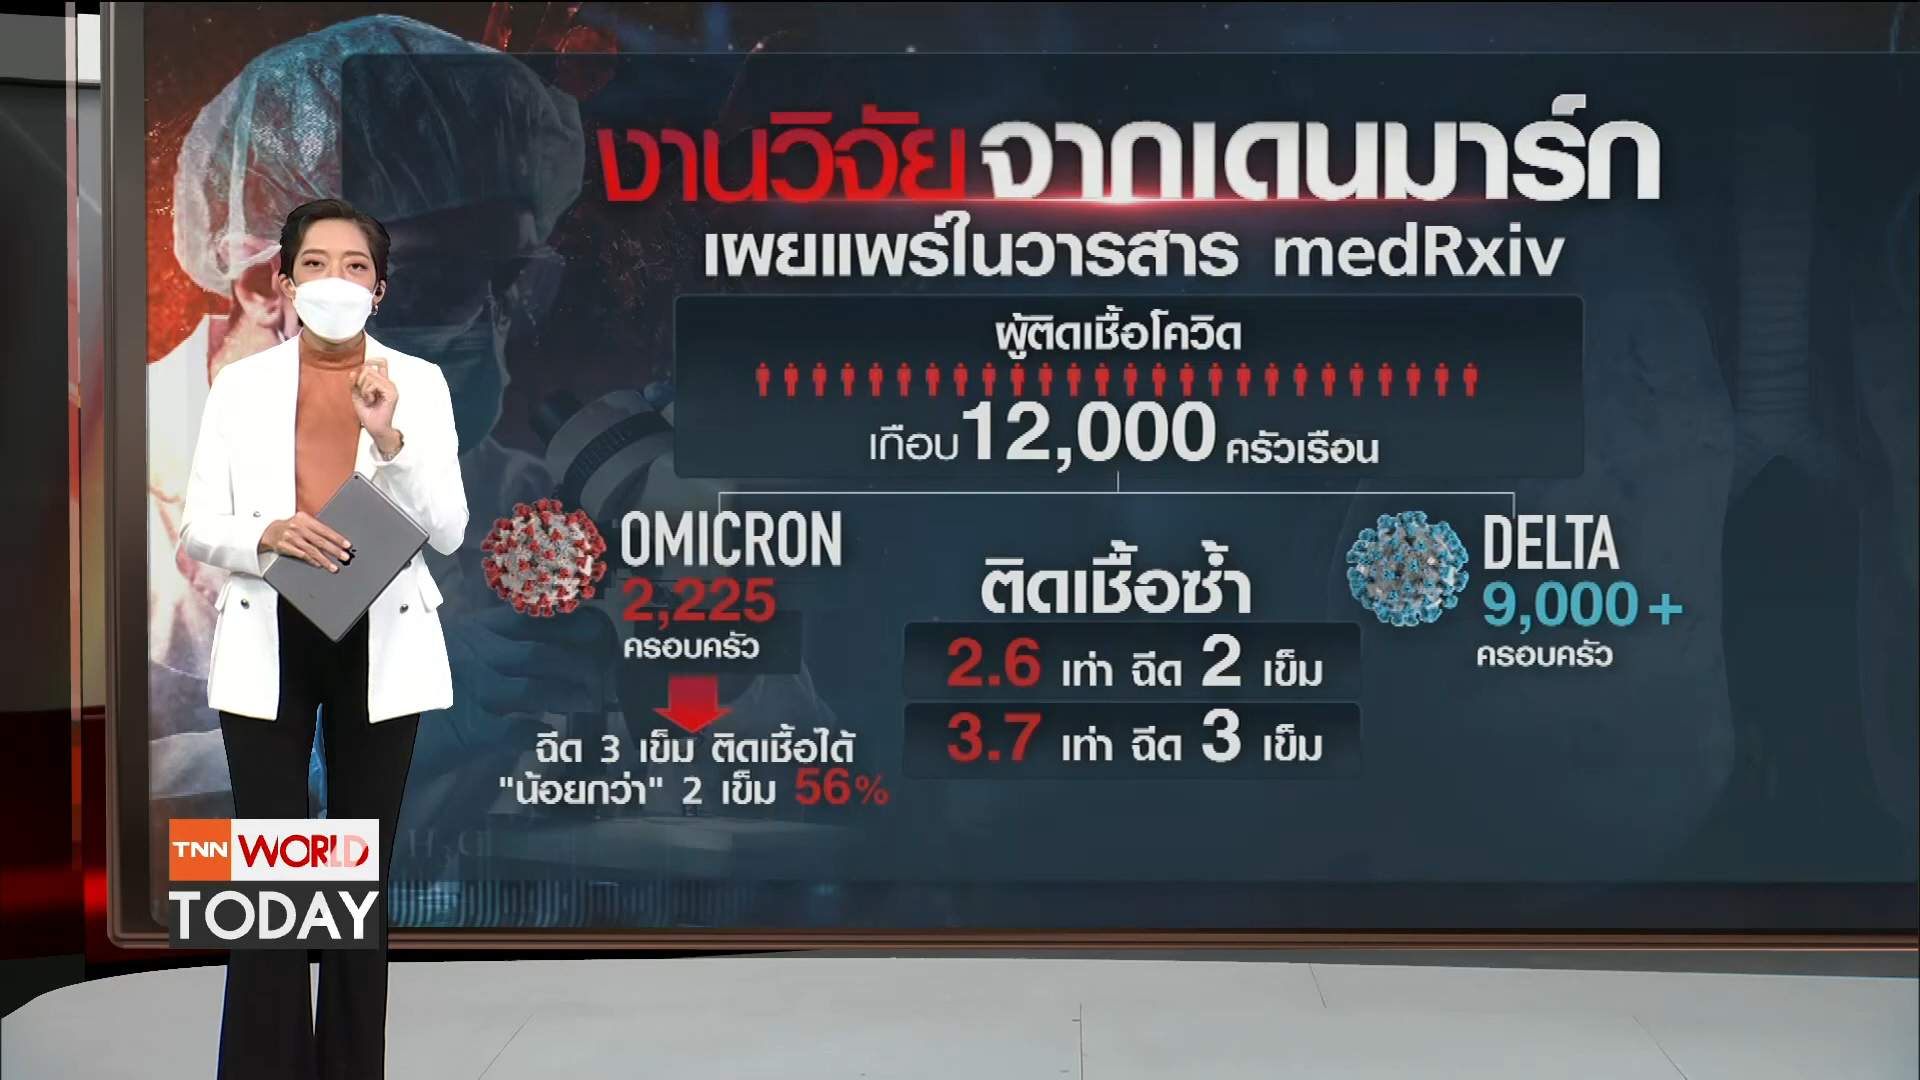 งานวิจัยจากเดนมาร์ก
เผยแพร่ในวารสาร medRxiv
ผู้ติดเชื้อโควิด
เกือบ 12,000 ครัวเรือน
OMICRON
2,225
ครอบครัว
ฉีด 3 เข็ม ติดเชื้อได้
"น้อยกว่า" 2 เข็ม 56%
ติดเชื้อซ้ำ
2.6 เท่า ฉีด 2 เข็ม
3.7 เท่า ฉีด 3 เข็ม
DELTA
9,000+
ครอบครัว
TNN WORLD
TODAY